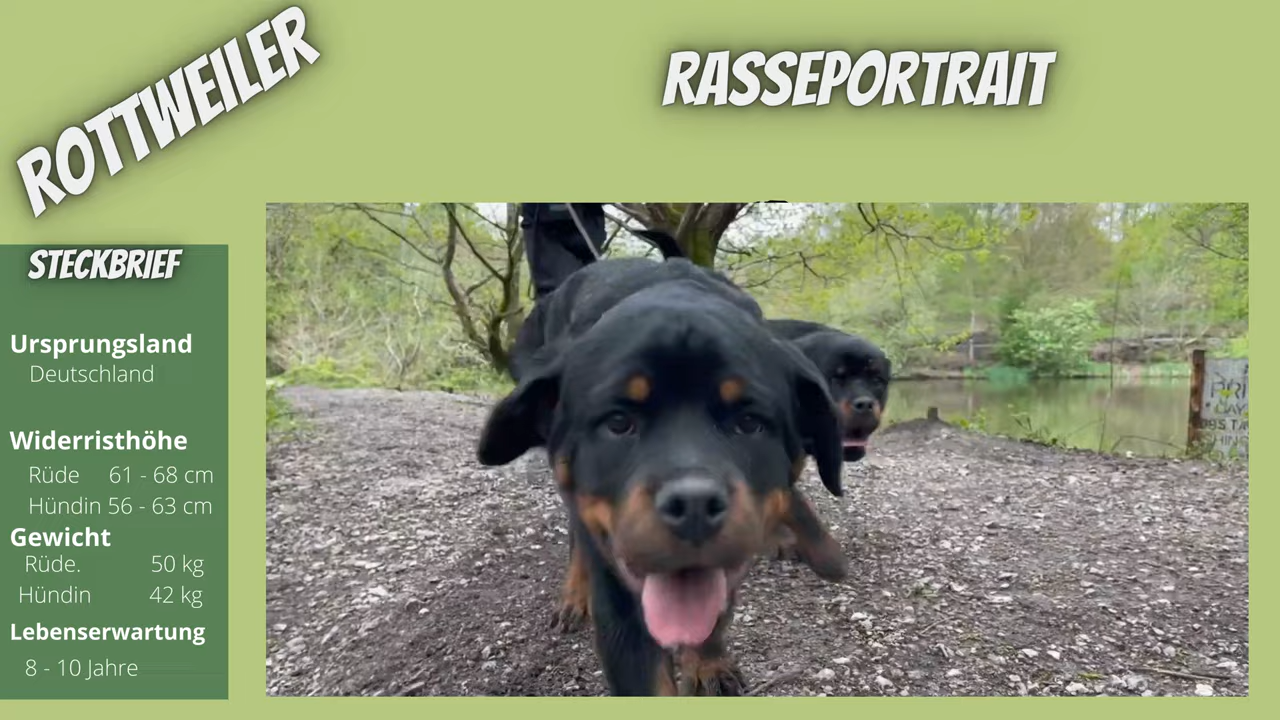 ROTTWEILER
RASSEPORTRAIT
STECKBRIEF
Ursprungsland
Deutschland
Widerristhöhe
Rüde 61 - 68 cm
Hündin 56 - 63 cm
Gewicht
Rüde. 50 kg
Hündin 42 kg
Lebenserwartung
8 - 10 Jahre